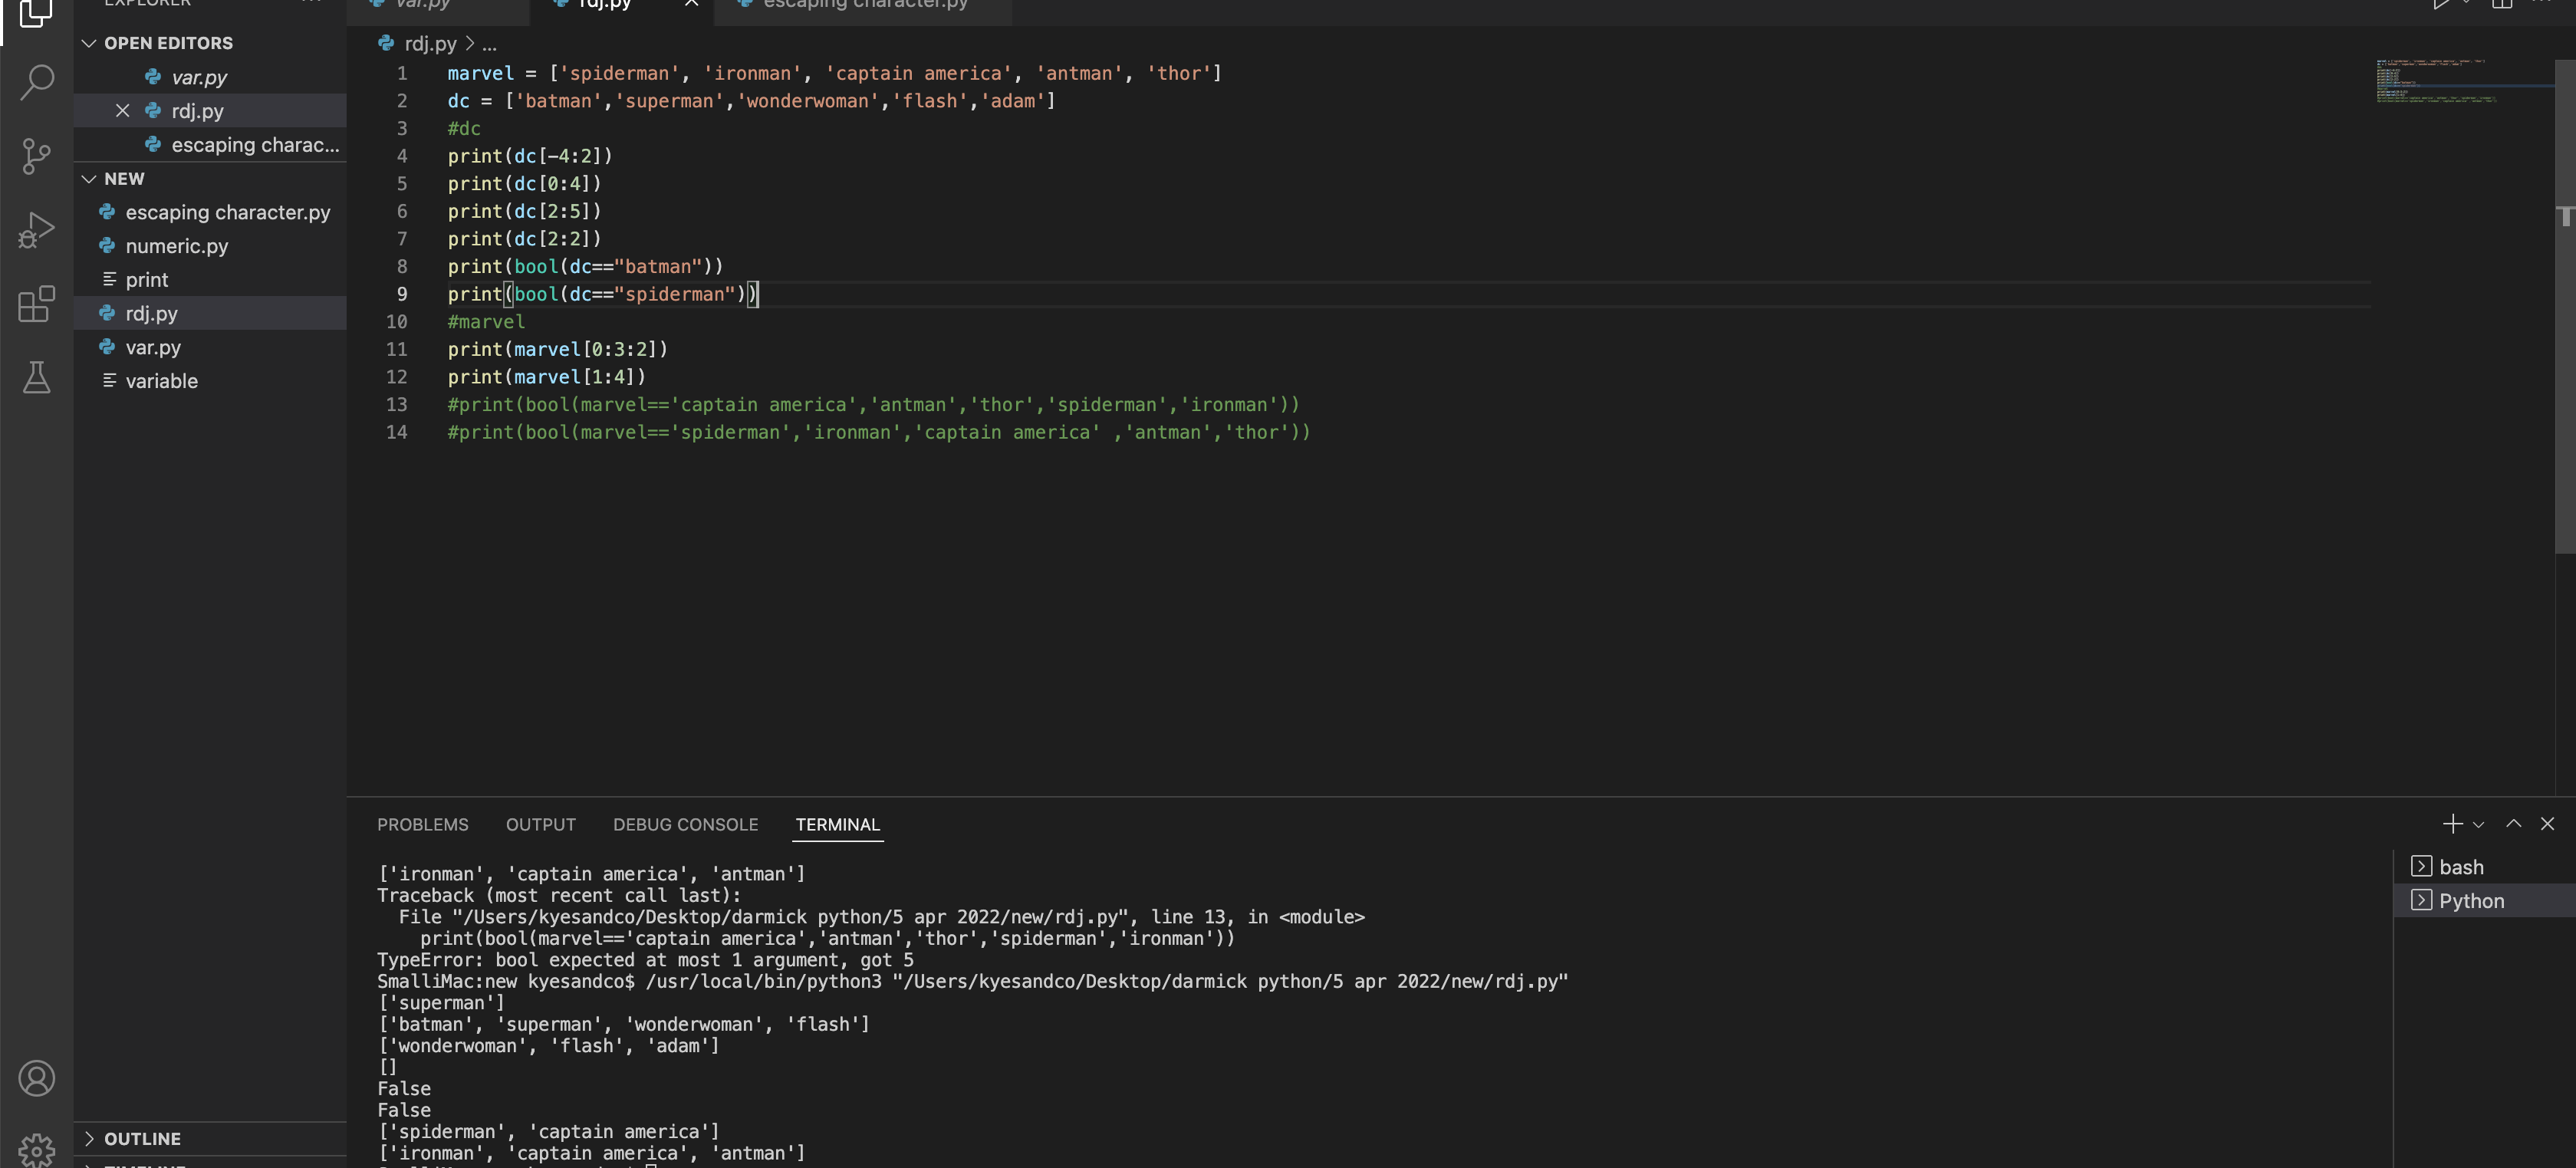 EXPLORER
OPEN EDITORS
var.py
rdj.py
escaping charac...
NEW
escaping character.py
numeric.py
print
rdj.py
var.py
variable
OUTLINE
TIMELINE
var.py
rdj.py
escaping character.py
rdj.py > ...
1 marvel = ['spiderman', 'ironman', 'captain america', 'antman', 'thor']
2 dc = ['batman','superman','wonderwoman','flash','adam']
3 #dc
4 print(dc[-4:2])
5 print(dc[0:4])
6 print(dc[2:5])
7 print(dc[2:2])
8 print(bool(dc=="batman"))
9 print(bool(dc=="spiderman"))
10 #marvel
11 print(marvel[0:3:2])
12 print(marvel[1:4])
13 #print(bool(marvel=='captain america','antman','thor','spiderman','ironman'))
14 #print(bool(marvel=='spiderman','ironman','captain america' ,'antman','thor'))
PROBLEMS OUTPUT DEBUG CONSOLE TERMINAL
['ironman', 'captain america', 'antman']
Traceback (most recent call last):
  File "/Users/kyesandco/Desktop/darmick python/5 apr 2022/new/rdj.py", line 13, in <module>
    print(bool(marvel=='captain america','antman','thor','spiderman','ironman'))
TypeError: bool expected at most 1 argument, got 5
SmalliMac:new kyesandco$ /usr/local/bin/python3 "/Users/kyesandco/Desktop/darmick python/5 apr 2022/new/rdj.py"
['superman']
['batman', 'superman', 'wonderwoman', 'flash']
['wonderwoman', 'flash', 'adam']
[]
False
False
['spiderman', 'captain america']
['ironman', 'captain america', 'antman']
bash
Python